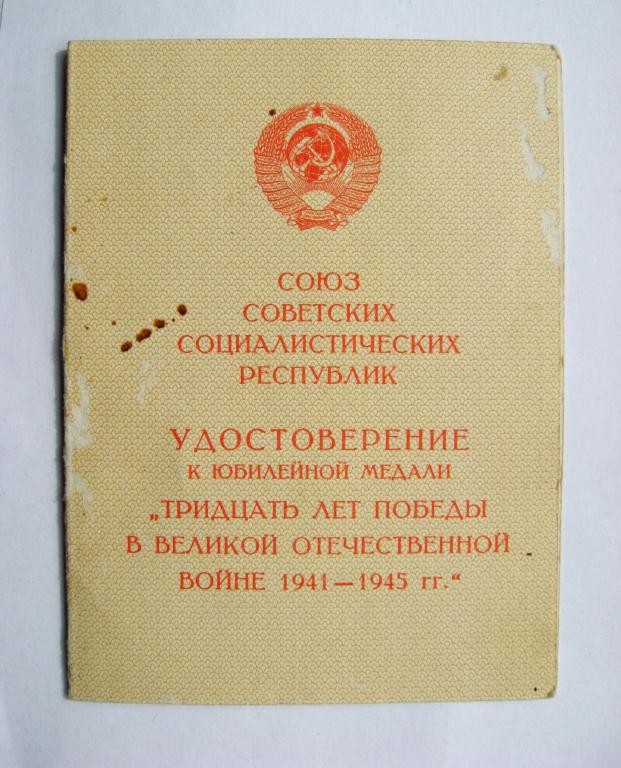 СОЮЗ
СОВЕТСКИХ
СОЦИАЛИСТИЧЕСКИХ
РЕСПУБЛИК
УДОСТОВЕРЕНИЕ
К ЮБИЛЕЙНОЙ МЕДАЛИ
„ТРИДЦАТЬ ЛЕТ ПОБЕДЫ
В ВЕЛИКОЙ ОТЕЧЕСТВЕННОЙ
ВОЙНЕ 1941—1945 гг.“